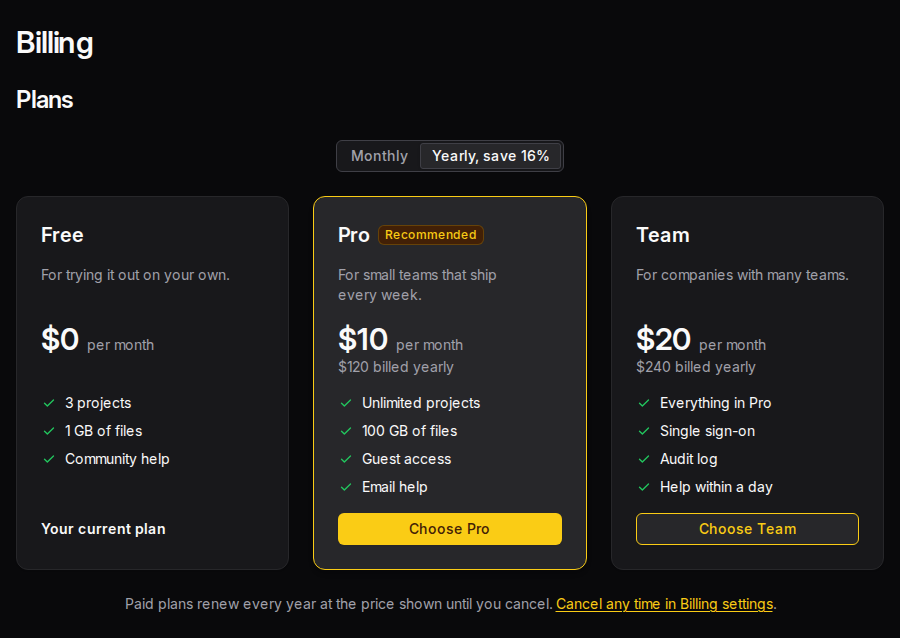 Billing
Plans
Monthly
Yearly, save 16%
Free
For trying it out on your own.
$0 per month
3 projects
1 GB of files
Community help
Your current plan
Pro
Recommended
For small teams that ship
every week.
$10 per month
$120 billed yearly
Unlimited projects
100 GB of files
Guest access
Email help
Choose Pro
Team
For companies with many teams.
$20 per month
$240 billed yearly
Everything in Pro
Single sign-on
Audit log
Help within a day
Choose Team
Paid plans renew every year at the price shown until you cancel. Cancel any time in Billing settings.